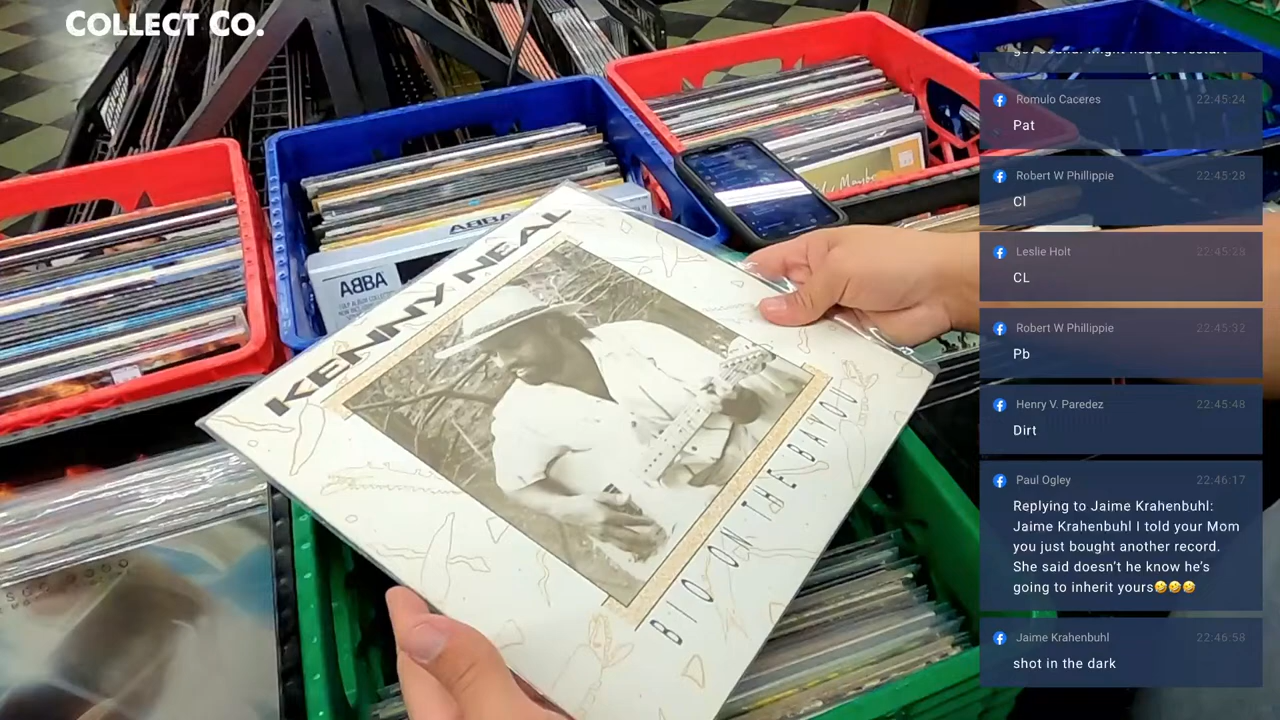 COLLECT CO.
ABBA
ABBA
KENNY NEAL
BIO ON THE BAYOU
Romulo Caceres 22:45:24
Pat
Robert W Phillippie 22:45:28
Cl
Leslie Holt 22:45:28
CL
Robert W Phillippie 22:45:32
Pb
Henry V. Paredez 22:45:48
Dirt
Paul Ogley 22:46:17
Replying to Jaime Krahenbuhl:
Jaime Krahenbuhl I told your Mom
you just bought another record.
She said doesn't he know he's
going to inherit yours🤣🤣🤣
Jaime Krahenbuhl 22:46:58
shot in the dark